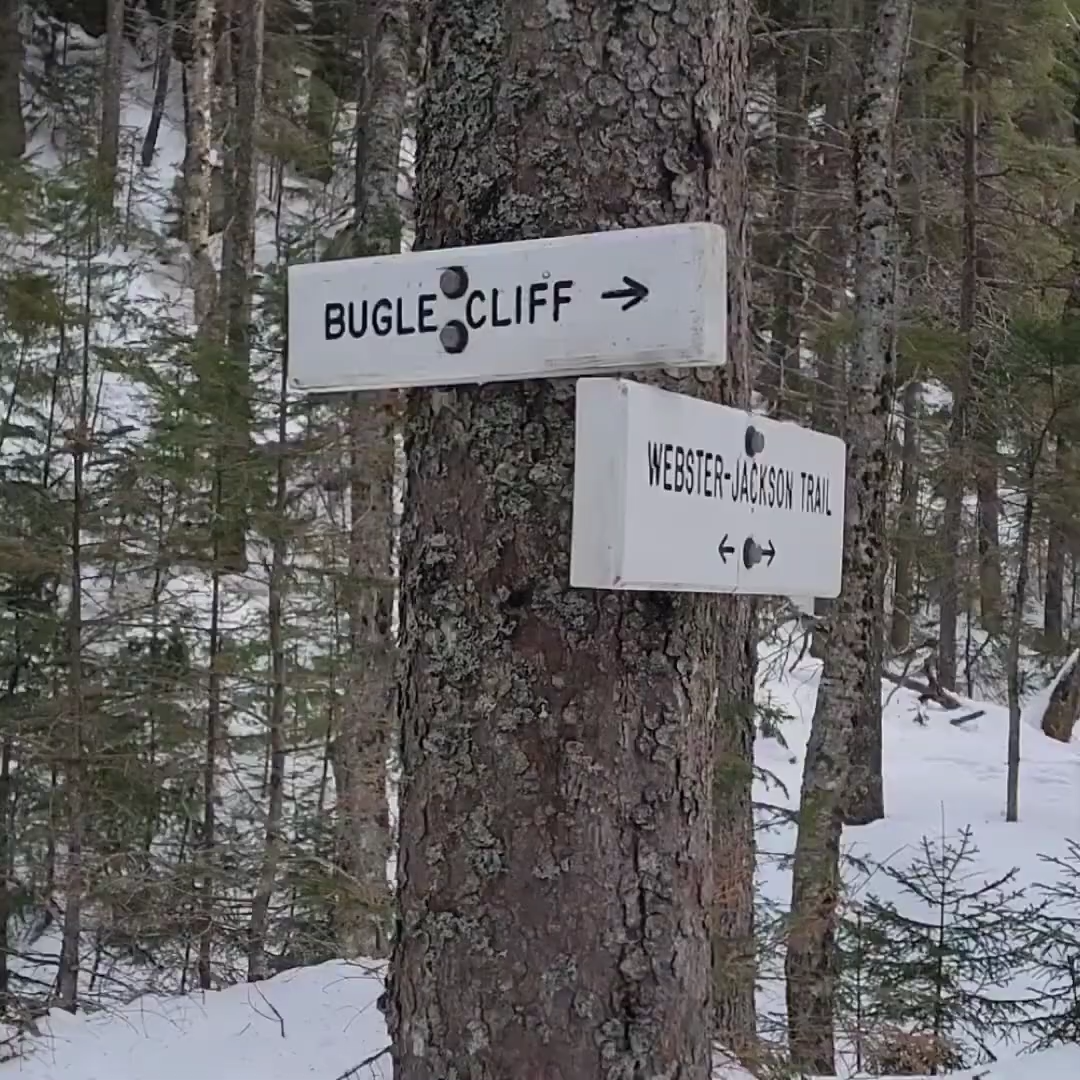 BUGLE CLIFF →
WEBSTER-JACKSON TRAIL
← →